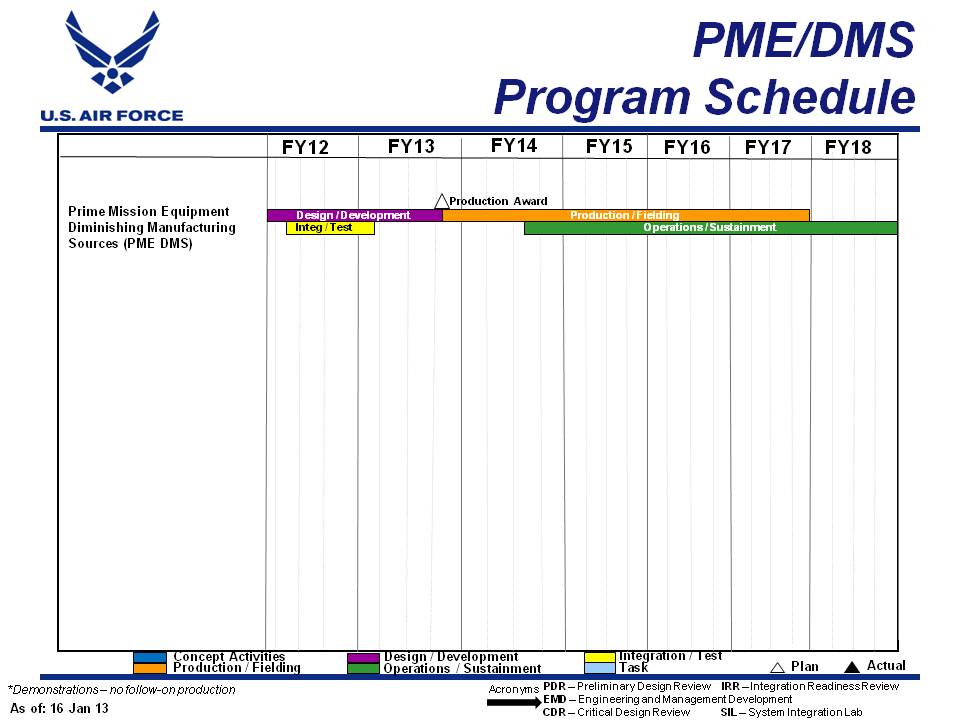 PME/DMS
Program Schedule
U.S. AIR FORCE
FY12 FY13 FY14 FY15 FY16 FY17 FY18
Production Award
Prime Mission Equipment
Diminishing Manufacturing
Sources (PME DMS)
Design / Development
Production / Fielding
Integ / Test
Operations / Sustainment
Concept Activities
Design / Development
Integration / Test
Production / Fielding
Operations / Sustainment
Task
Plan
Actual
*Demonstrations – no follow-on production
As of: 16 Jan 13
Acronyms
PDR – Preliminary Design Review IRR – Integration Readiness Review
EMD – Engineering and Management Development
CDR – Critical Design Review SIL – System Integration Lab